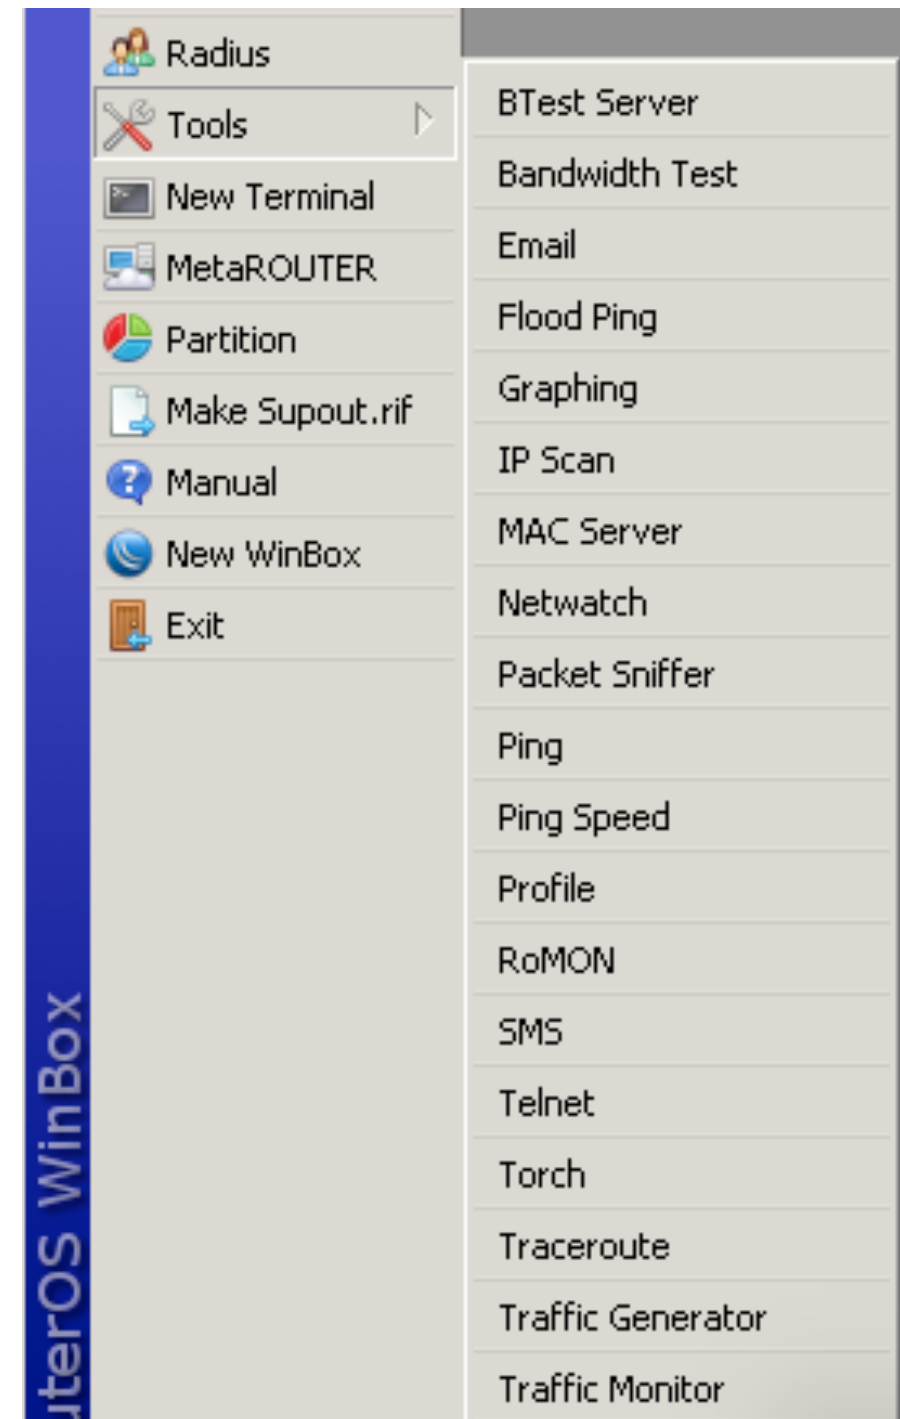 Radius
Tools
New Terminal
MetaROUTER
Partition
Make Supout.rif
Manual
New WinBox
Exit
BTest Server
Bandwidth Test
Email
Flood Ping
Graphing
IP Scan
MAC Server
Netwatch
Packet Sniffer
Ping
Ping Speed
Profile
RoMON
SMS
Telnet
Torch
Traceroute
Traffic Generator
Traffic Monitor
uterOS WinBox